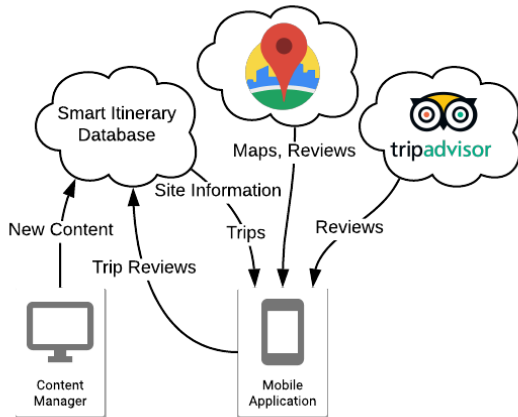 Smart Itinerary
Database
tripadvisor
Maps, Reviews
Site Information
New Content
Trips
Reviews
Trip Reviews
Content
Manager
Mobile
Application